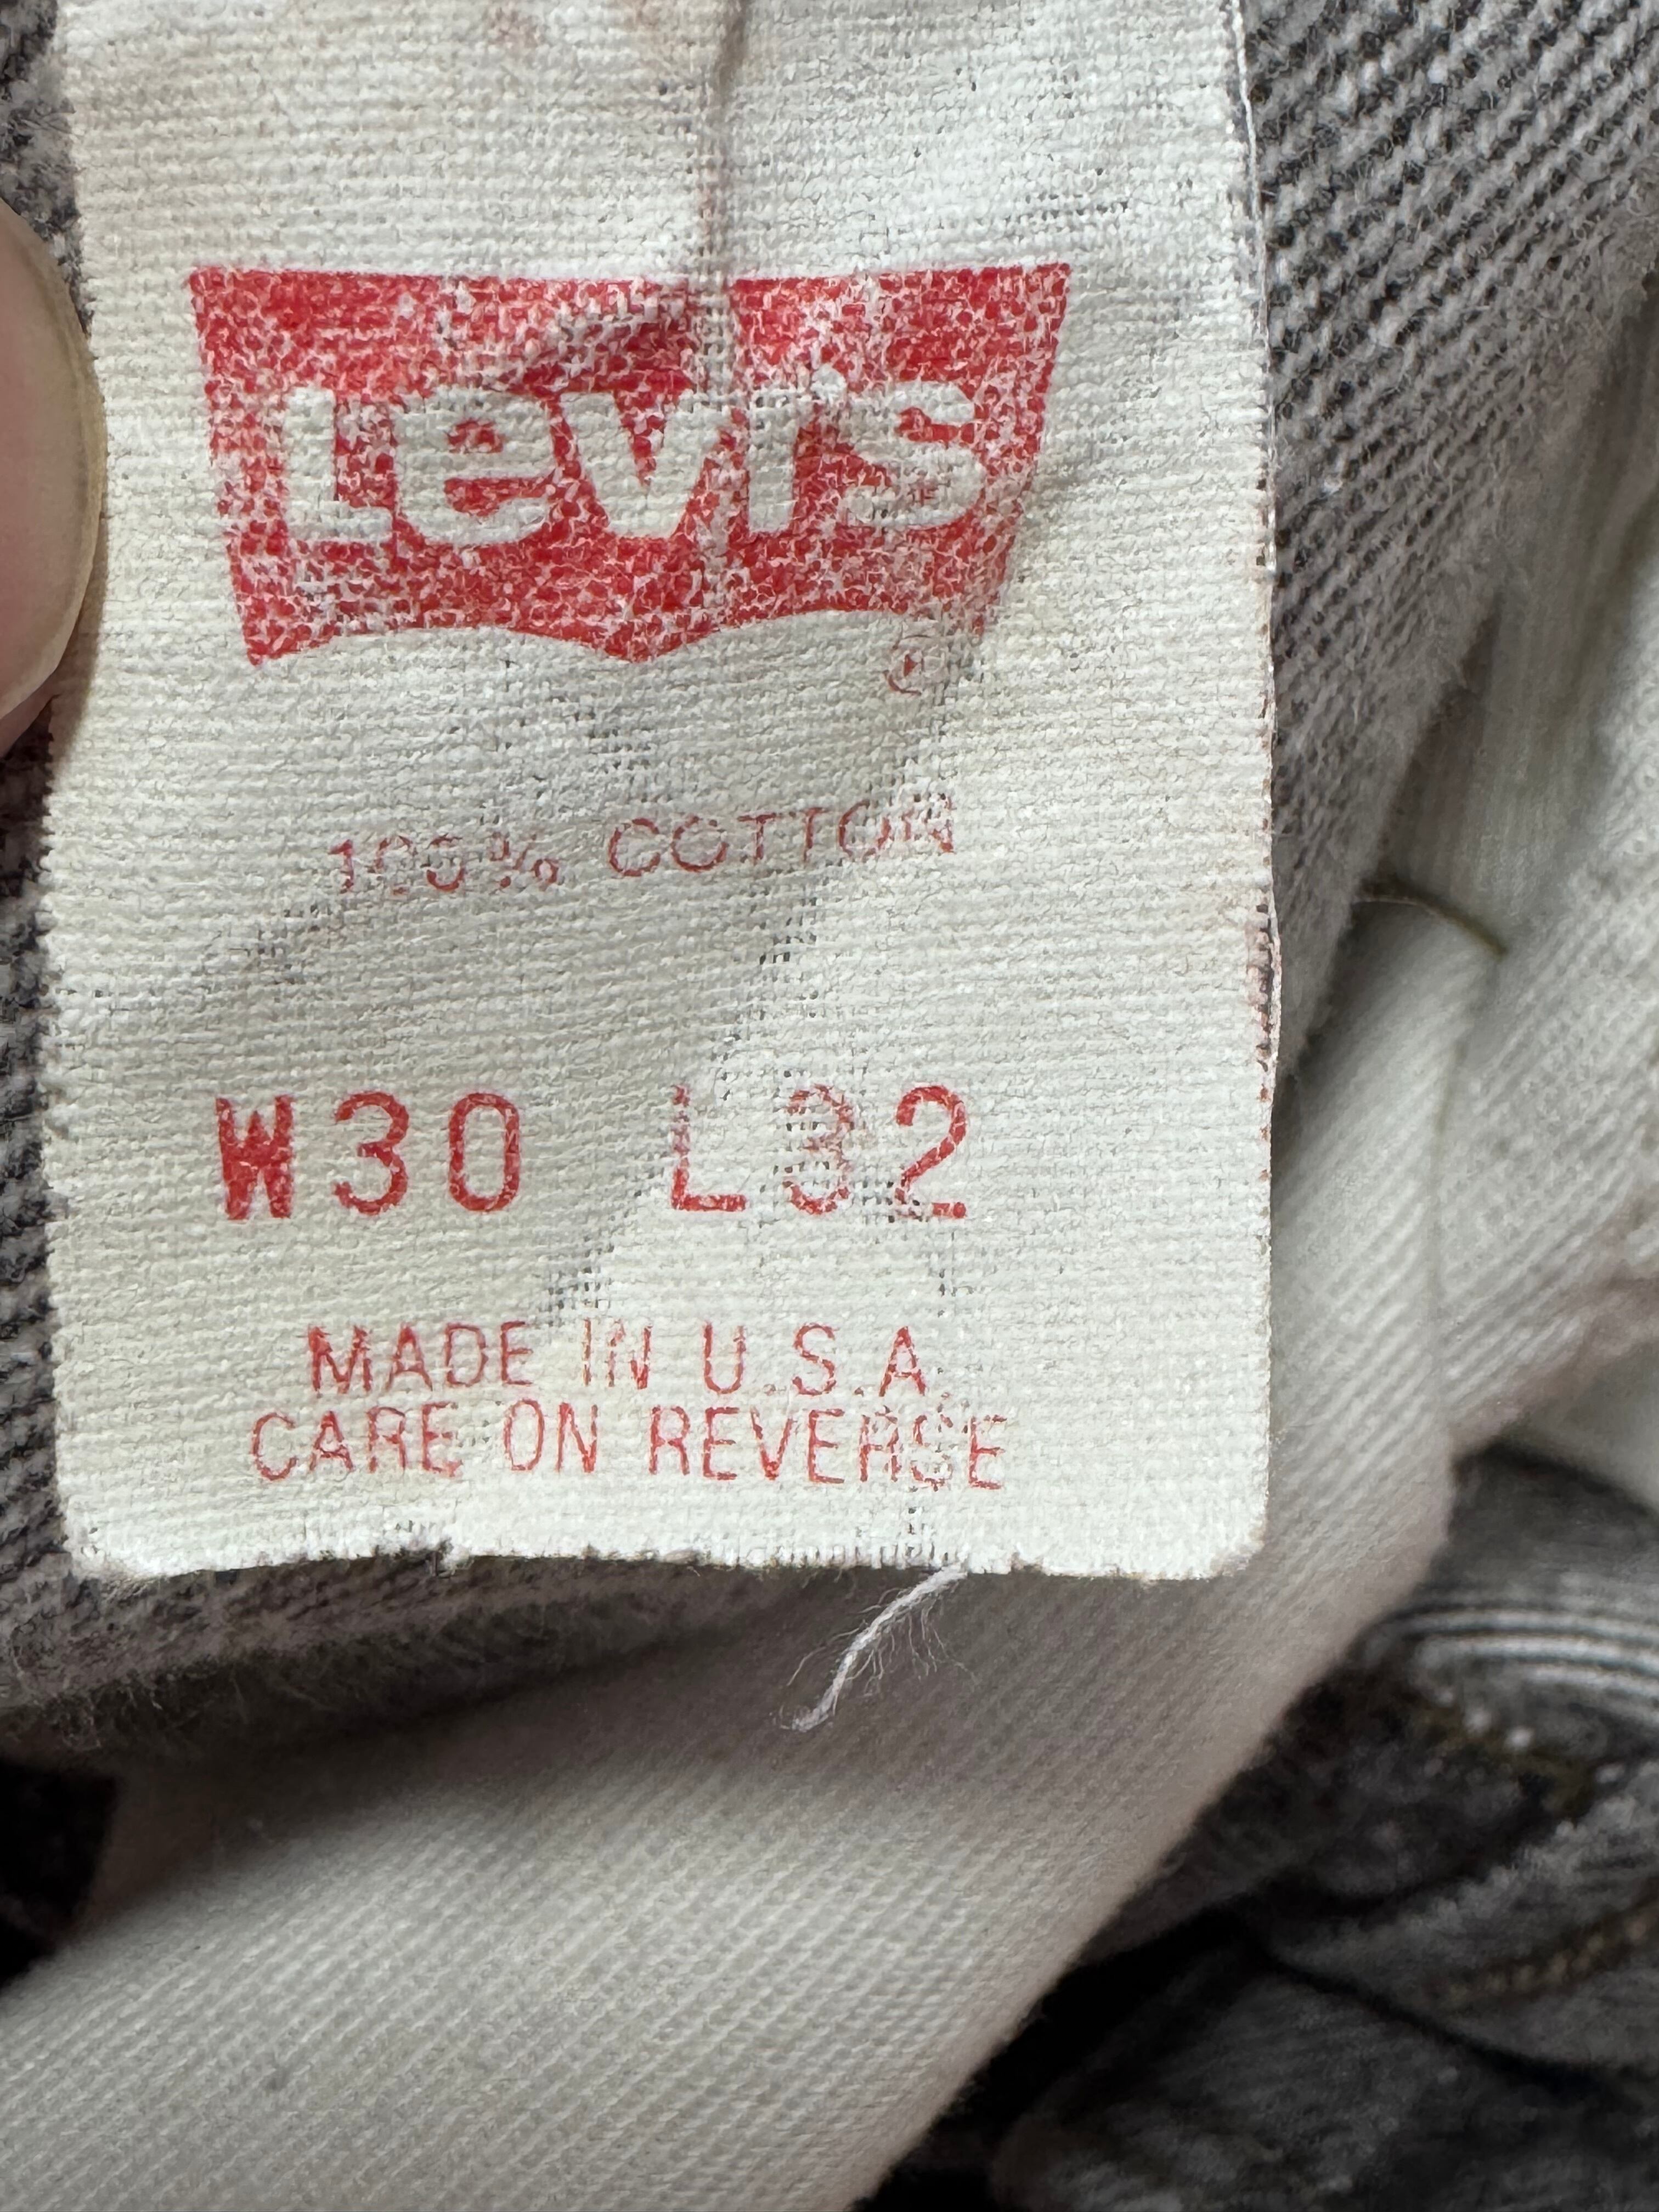 Levi's
®
100% COTTON
W30 L32
MADE IN U.S.A.
CARE ON REVERSE